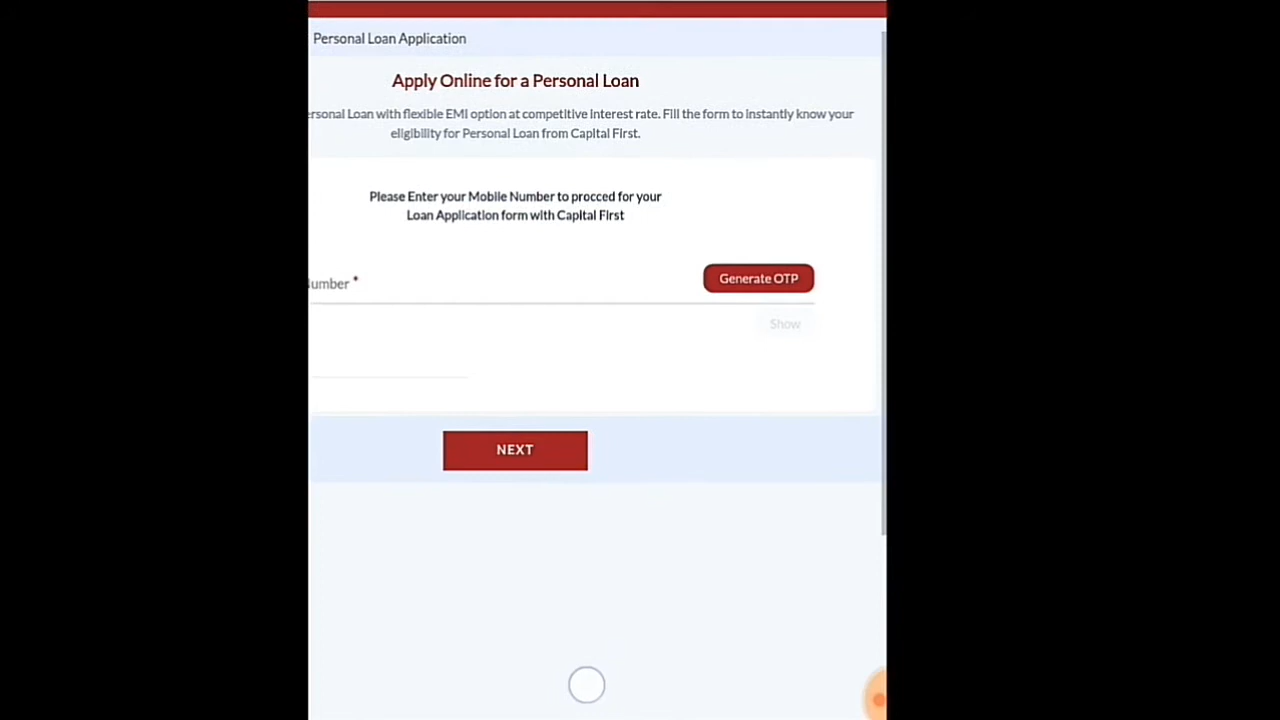 Personal Loan Application
Apply Online for a Personal Loan
ersonal Loan with flexible EMI option at competitive interest rate. Fill the form to instantly know your
eligibility for Personal Loan from Capital First.
Please Enter your Mobile Number to procced for your
Loan Application form with Capital First
umber *
Generate OTP
Show
NEXT